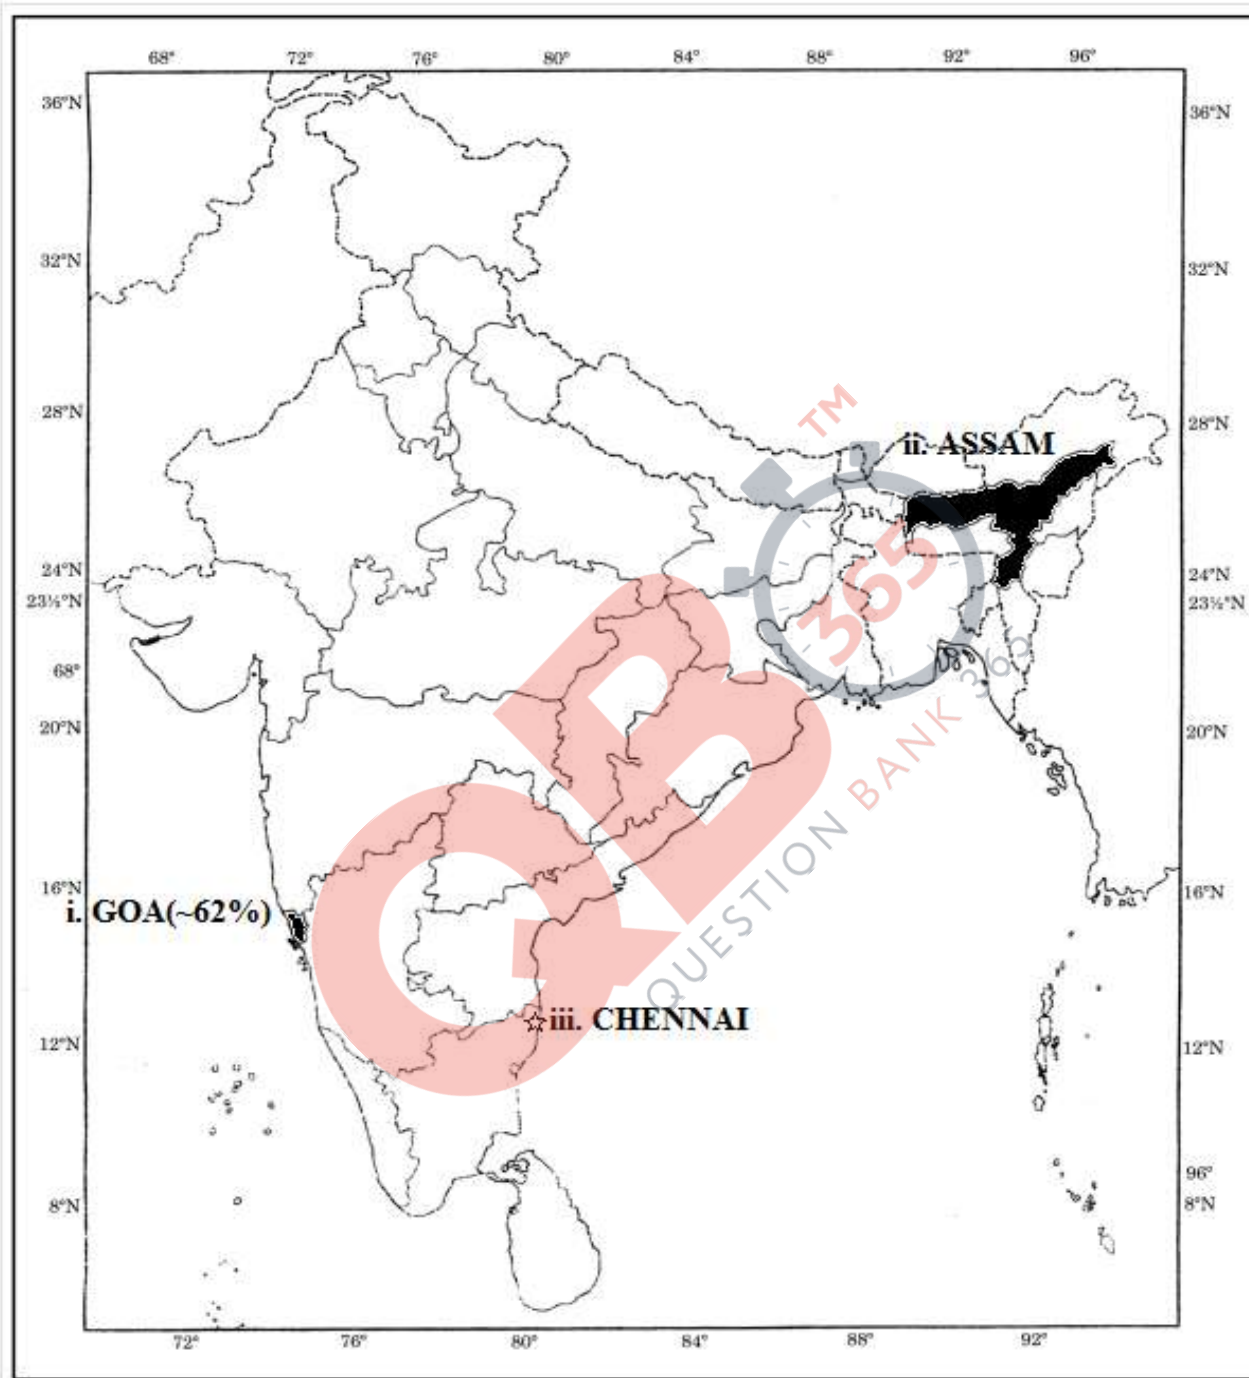 68° 72° 76° 80° 84° 88° 92° 96°
36°N
36°N
32°N
32°N
28°N
28°N
TM
ii. ASSAM
24°N
24°N
23½°N
23½°N
365
68°
20°N
20°N
QB
QUESTION BANK 365
16°N
16°N
i. GOA(~62%)
iii. CHENNAI
12°N
12°N
96°
8°N
8°N
72° 76° 80° 84° 88° 92°